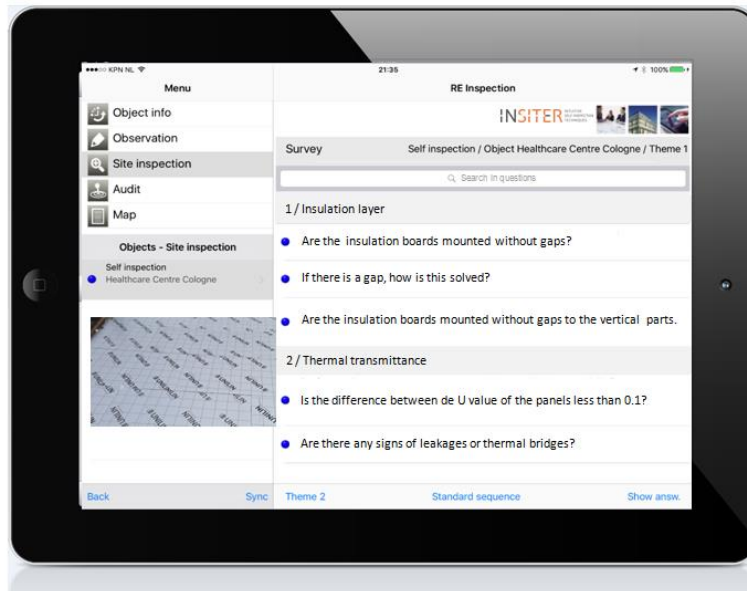 KPN NL
21:35
100%
Menu
RE Inspection
Object info
Observation
Site inspection
Audit
Map
Objects - Site inspection
Self inspection
Healthcare Centre Cologne
INSITER
Survey
Self inspection / Object Healthcare Centre Cologne / Theme 1
Search in questions
1 / Insulation layer
Are the insulation boards mounted without gaps?
If there is a gap, how is this solved?
Are the insulation boards mounted without gaps to the vertical parts.
2 / Thermal transmittance
Is the difference between de U value of the panels less than 0.1?
Are there any signs of leakages or thermal bridges?
Back
Sync
Theme 2
Standard sequence
Show answ.